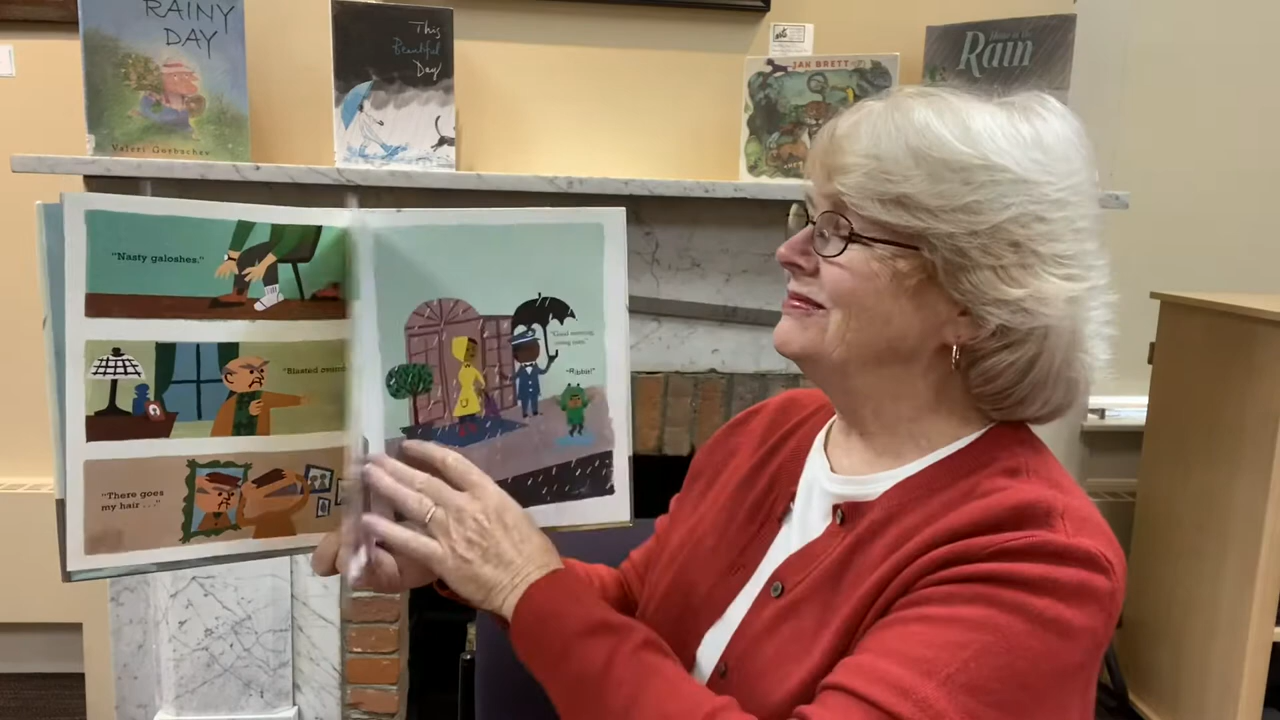 RAINY
DAY
Valeri Gorbachev
This
Beautiful
Day
JAN BRETT
Rain
"Nasty galoshes."
"Blasted
"There goes
my hair . . ."
"Good morning,
young man."
"Ribbit!"